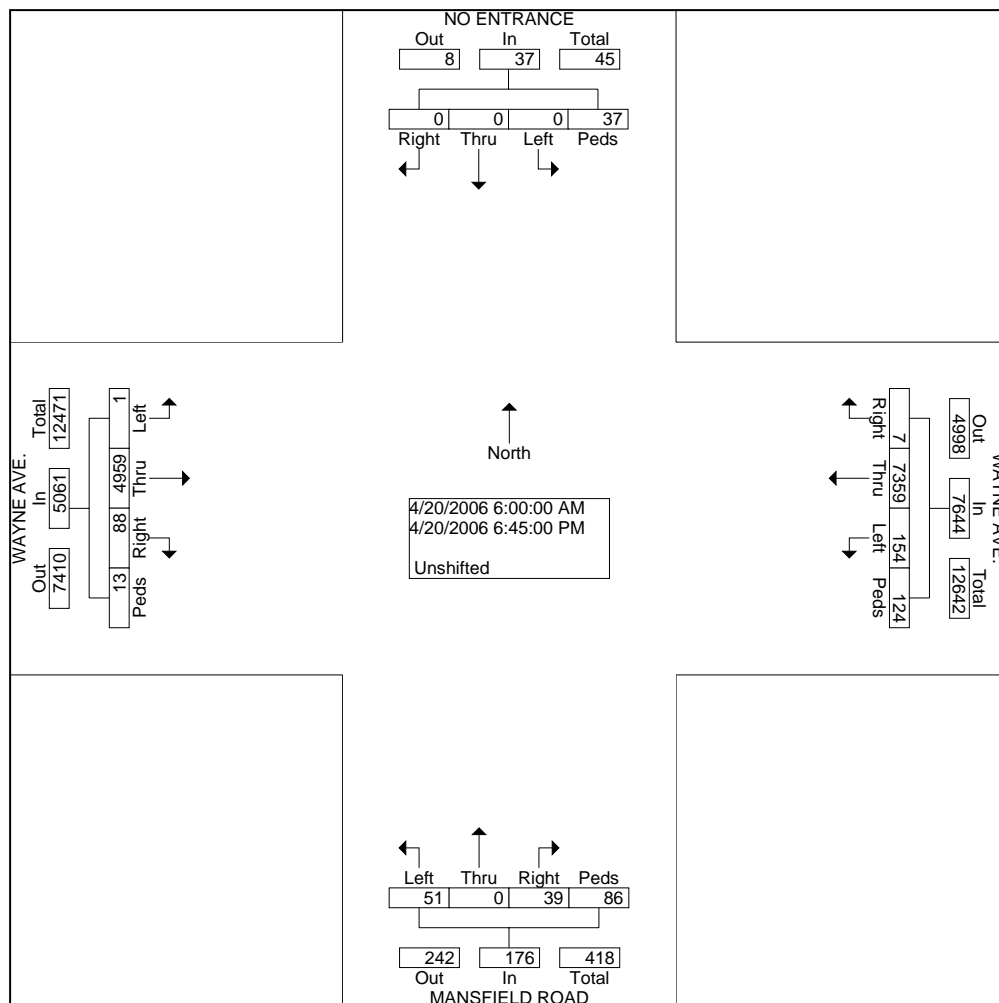 NO ENTRANCE
Out In Total
8 37 45
0 0 0 37
Right Thru Left Peds
WAYNE AVE.
Total In Out
12471 5061 7410
1 4959 88 13
Left Thru Right Peds
North
4/20/2006 6:00:00 AM
4/20/2006 6:45:00 PM
Unshifted
Right Thru Left Peds
7 7359 154 124
4998 7644 12642
Out In Total
WAYNE AVE.
Left Thru Right Peds
51 0 39 86
242 176 418
Out In Total
MANSFIELD ROAD